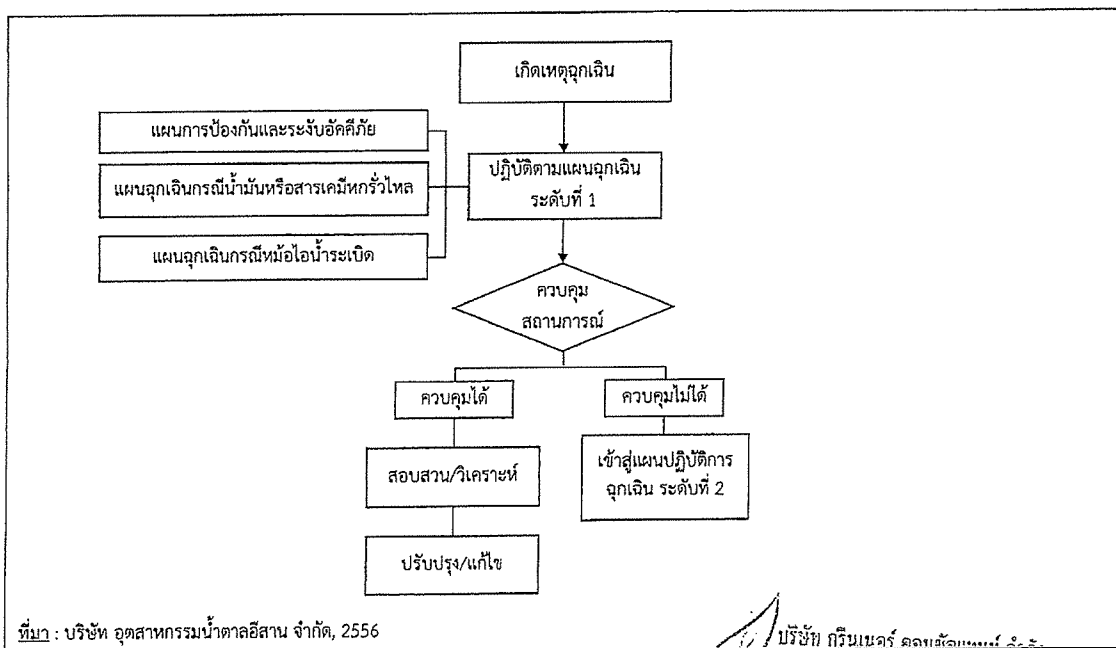 เกิดเหตุฉุกเฉิน
แผนการป้องกันและระงับอัคคีภัย
แผนฉุกเฉินกรณีน้ำมันหรือสารเคมีหกรั่วไหล
แผนฉุกเฉินกรณีหม้อไอน้ำระเบิด
ปฏิบัติตามแผนฉุกเฉิน
ระดับที่ 1
ควบคุม
สถานการณ์
ควบคุมได้
ควบคุมไม่ได้
สอบสวน/วิเคราะห์
เข้าสู่แผนปฏิบัติการ
ฉุกเฉิน ระดับที่ 2
ปรับปรุง/แก้ไข
ที่มา : บริษัท อุตสาหกรรมน้ำตาลอีสาน จำกัด, 2556
บริษัท กรีนเนอร์